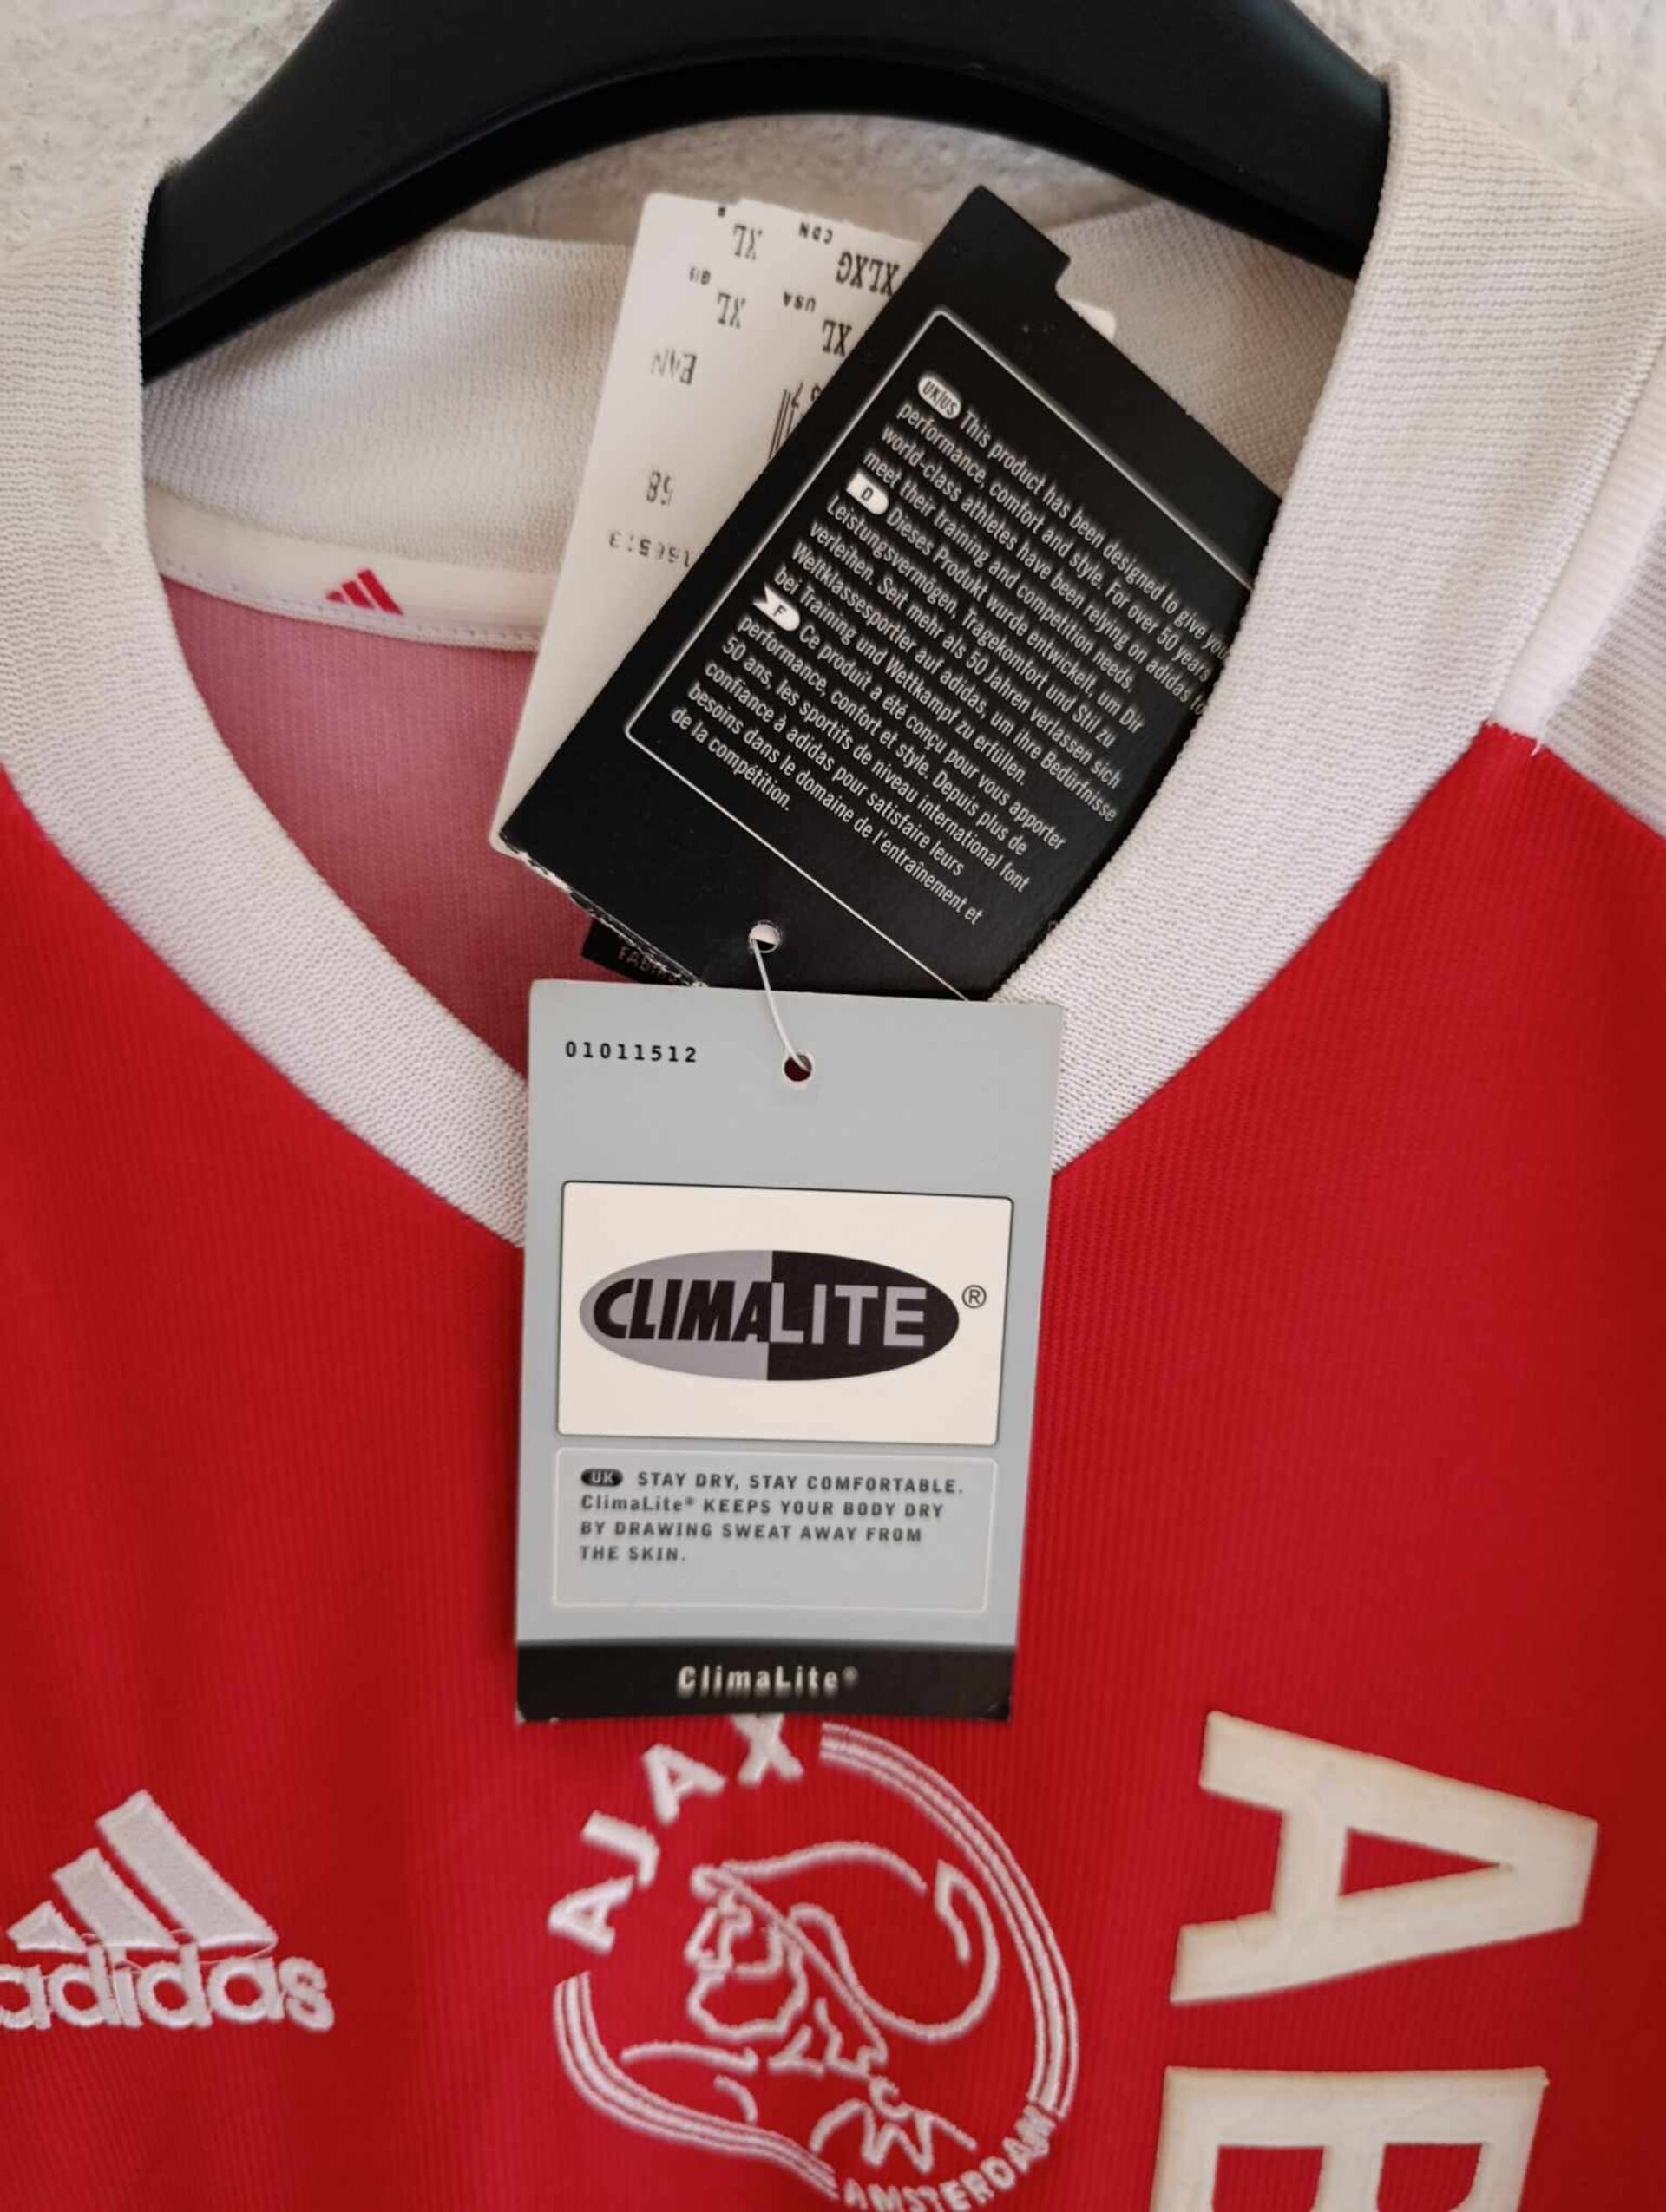 CDN
XL
XLXG
GB
USA
XL
XL
EAN
UK/US This product has been designed to give you
performance, comfort and style. For over 50 years
world-class athletes have been relying on adidas to
meet their training and competition needs.
D Dieses Produkt wurde entwickelt, um Dir
Leistungsvermögen, Tragekomfort und Stil zu
verleihen. Seit mehr als 50 Jahren verlassen sich
Weltklassesportler auf adidas, um ihre Bedürfnisse
bei Training und Wettkampf zu erfüllen.
F Ce produit a été conçu pour vous apporter
performance, confort et style. Depuis plus de
50 ans, les sportifs de niveau international font
confiance à adidas pour satisfaire leurs
besoins dans le domaine de l'entraînement et
de la compétition.
01011512
CLIMALITE®
UK STAY DRY, STAY COMFORTABLE.
ClimaLite® KEEPS YOUR BODY DRY
BY DRAWING SWEAT AWAY FROM
THE SKIN.
ClimaLite®
AJAX
AMSTERDAM
adidas
AB